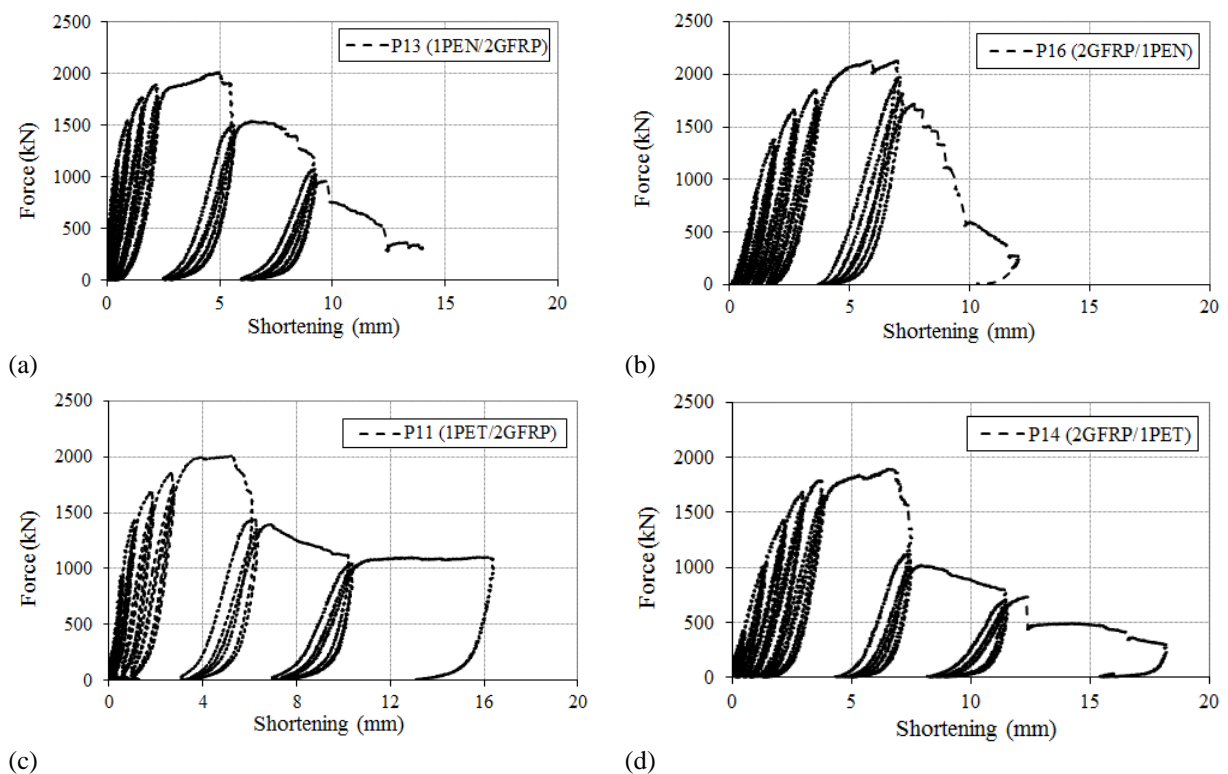 2500
2000
1500
1000
500
0
Force (kN)
P13 (1PEN/2GFRP)
0 5 10 15 20
Shortening (mm)
(a)
2500
2000
1500
1000
500
0
Force (kN)
P16 (2GFRP/1PEN)
0 5 10 15 20
Shortening (mm)
(b)
2500
2000
1500
1000
500
0
Force (kN)
P11 (1PET/2GFRP)
0 4 8 12 16 20
Shortening (mm)
(c)
2500
2000
1500
1000
500
0
Force (kN)
P14 (2GFRP/1PET)
0 5 10 15 20
Shortening (mm)
(d)